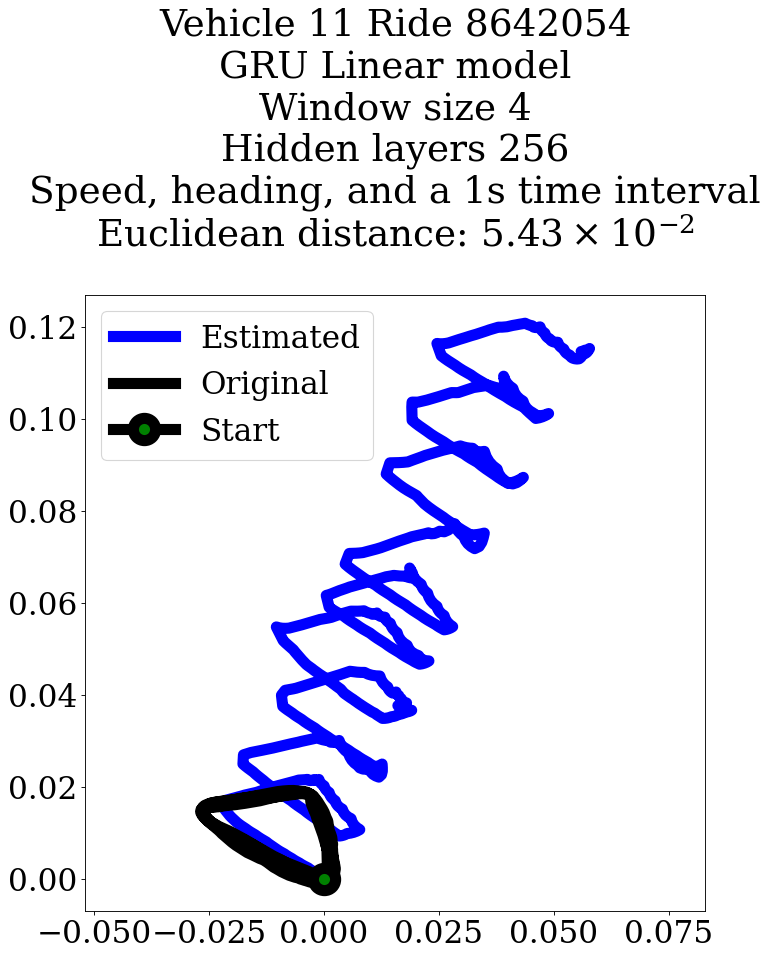 Vehicle 11 Ride 8642054
GRU Linear model
Window size 4
Hidden layers 256
Speed, heading, and a 1s time interval
Euclidean distance: 5.43 × 10⁻²
Estimated
Original
Start
0.12
0.10
0.08
0.06
0.04
0.02
0.00
−0.050 −0.025 0.000 0.025 0.050 0.075